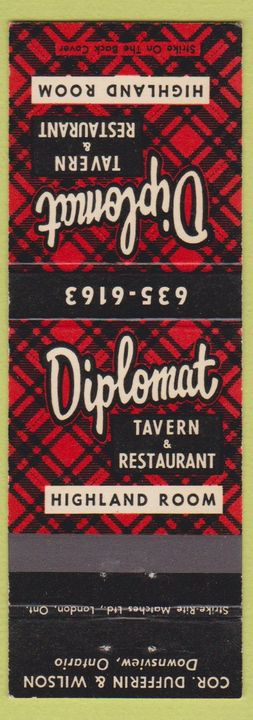 Strike On The Back Cover
HIGHLAND ROOM
Diplomat
TAVERN
&
RESTAURANT
635-6163
Diplomat
TAVERN
&
RESTAURANT
HIGHLAND ROOM
Strike-Rite Matches Ltd., London, Ont.
COR. DUFFERIN & WILSON
Downsview, Ontario